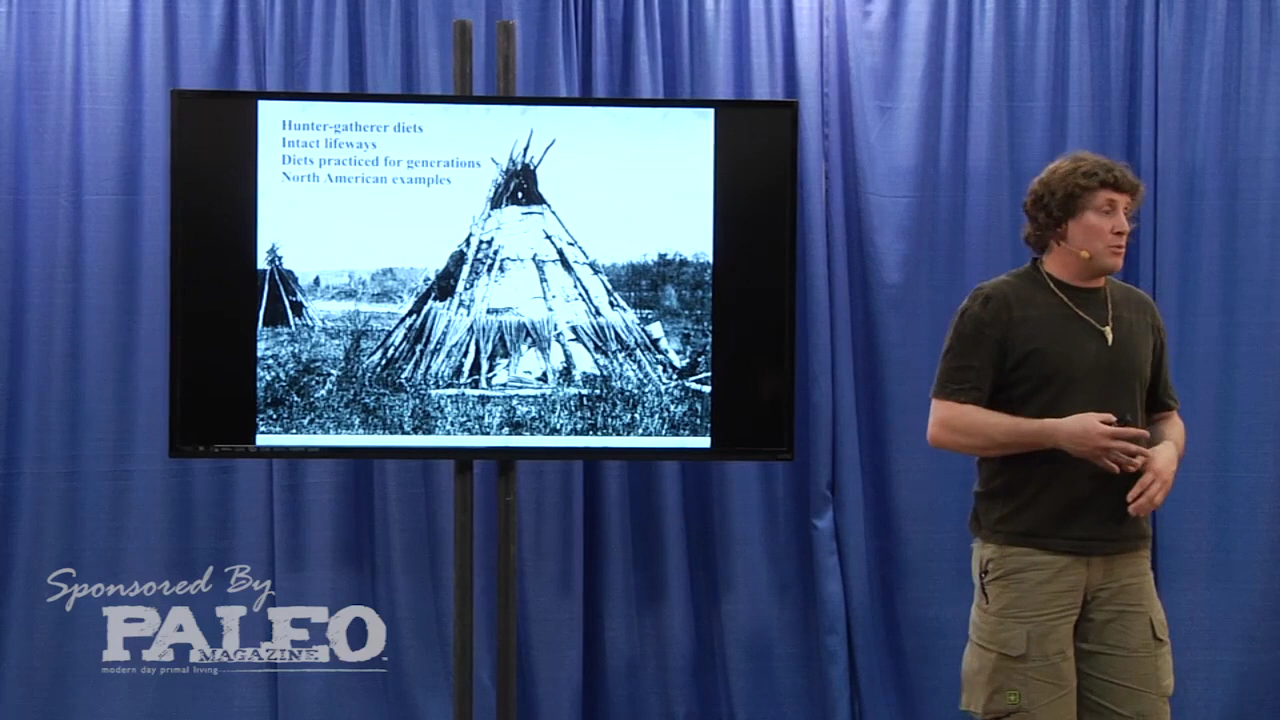 Hunter-gatherer diets
Intact lifeways
Diets practiced for generations
North American examples
Sponsored By
PALEO
MAGAZINE
modern day primal living